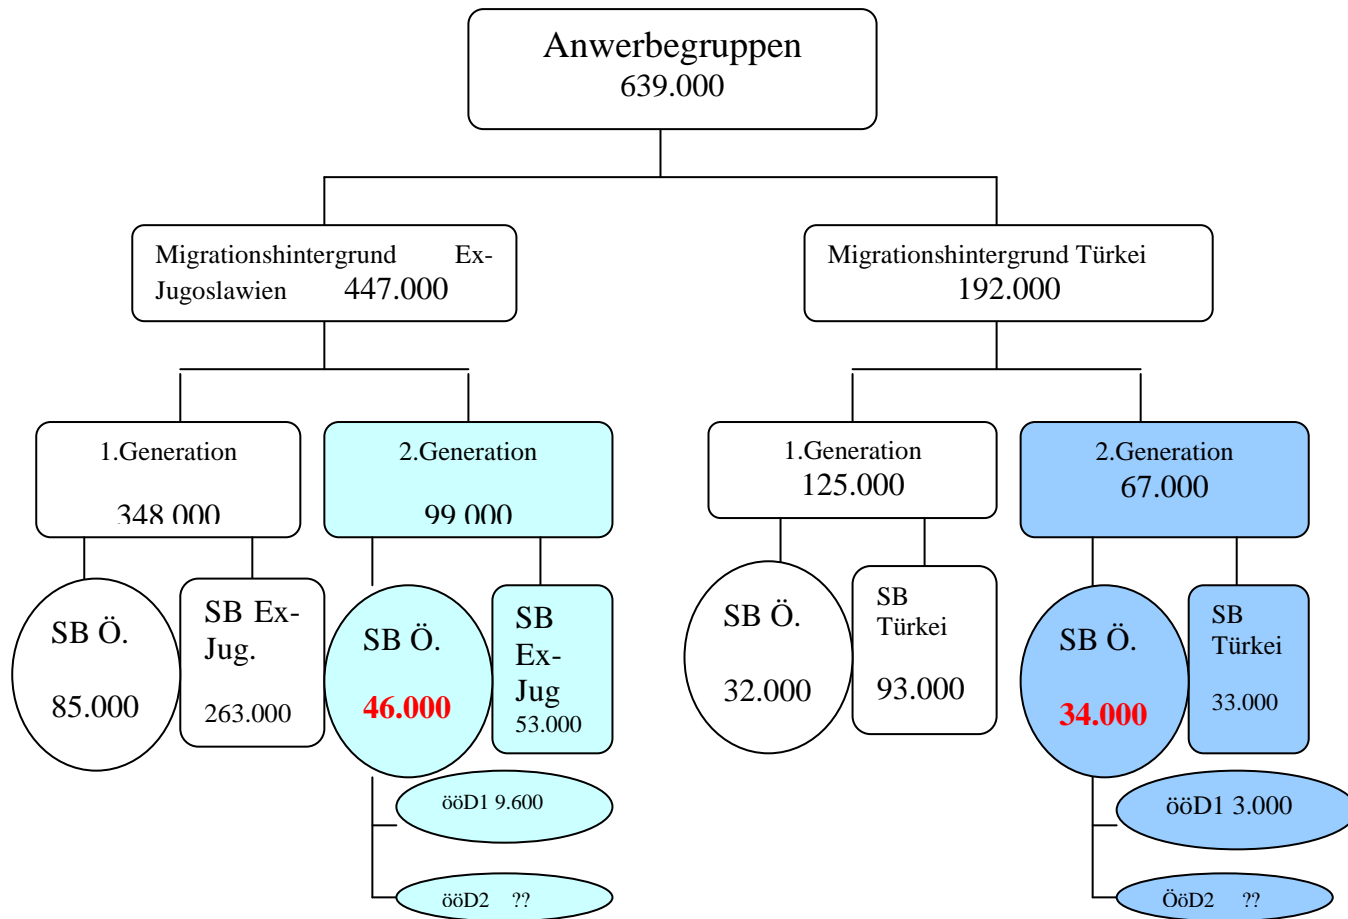 Anwerbegruppen
639.000
Migrationshintergrund Ex-
Jugoslawien 447.000
Migrationshintergrund Türkei
192.000
1.Generation
348.000
2.Generation
99.000
1.Generation
125.000
2.Generation
67.000
SB Ö.
85.000
SB Ex-
Jug.
263.000
SB Ö.
46.000
SB
Ex-
Jug
53.000
SB Ö.
32.000
SB
Türkei
93.000
SB Ö.
34.000
SB
Türkei
33.000
ööD1 9.600
ööD1 3.000
ööD2 ??
ÖöD2 ??